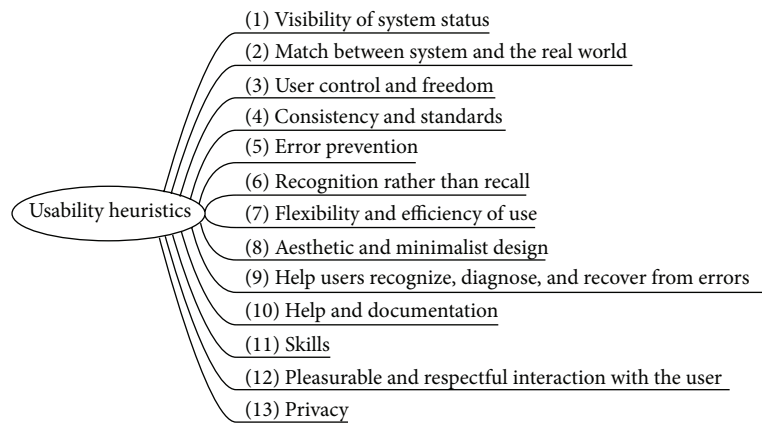 (1) Visibility of system status
(2) Match between system and the real world
(3) User control and freedom
(4) Consistency and standards
(5) Error prevention
(6) Recognition rather than recall
Usability heuristics
(7) Flexibility and efficiency of use
(8) Aesthetic and minimalist design
(9) Help users recognize, diagnose, and recover from errors
(10) Help and documentation
(11) Skills
(12) Pleasurable and respectful interaction with the user
(13) Privacy